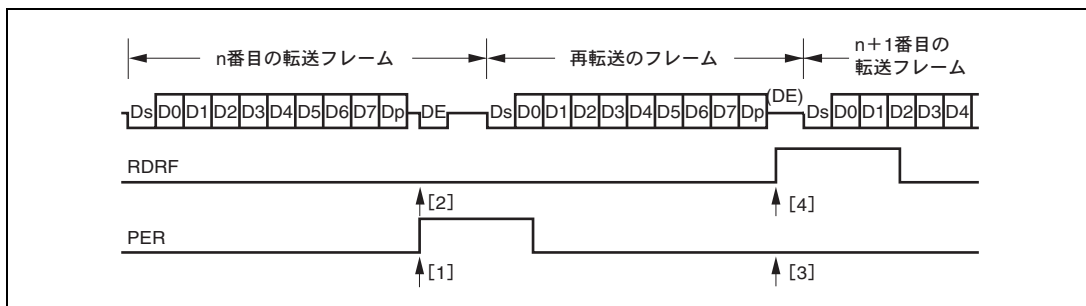 n番目の転送フレーム
再転送のフレーム
n+1番目の
転送フレーム
Ds D0 D1 D2 D3 D4 D5 D6 D7 Dp DE Ds D0 D1 D2 D3 D4 D5 D6 D7 Dp (DE) Ds D0 D1 D2 D3 D4
RDRF
[2]
[4]
PER
[1]
[3]